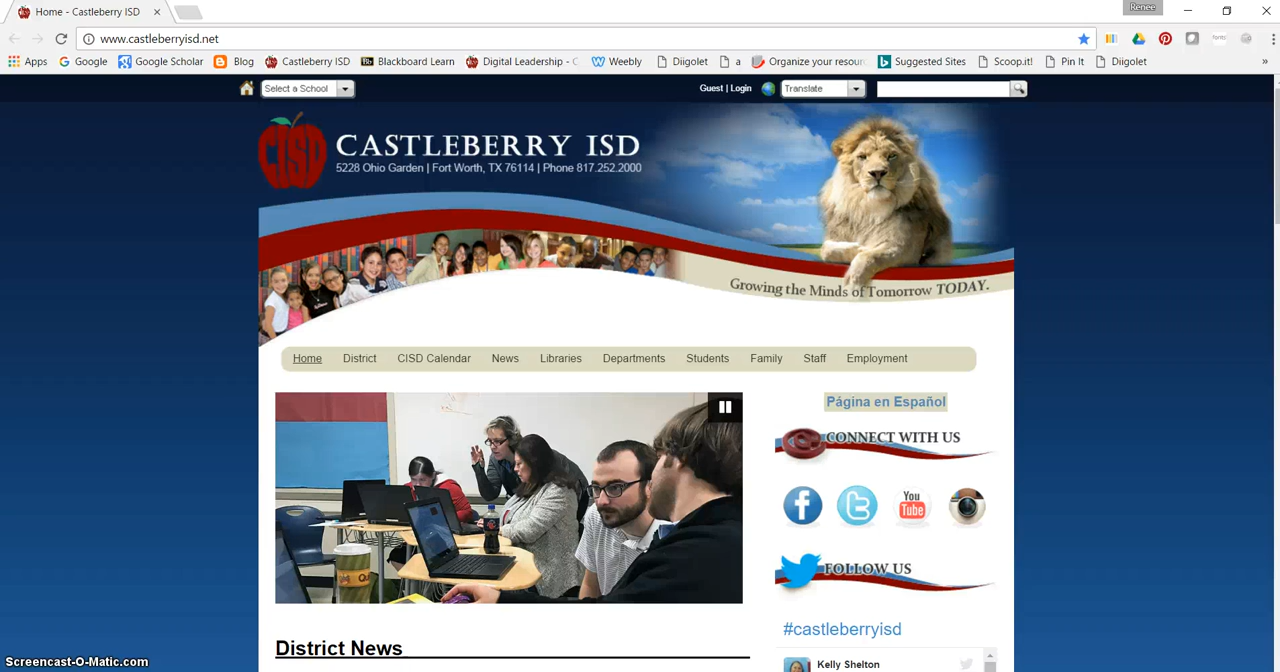 Home - Castleberry ISD
Renee
www.castleberryisd.net
Apps Google Google Scholar Blog Castleberry ISD Blackboard Learn Digital Leadership - C Weebly Diigolet a Organize your resour Suggested Sites Scoop.it! Pin It Diigolet »
Select a School Guest | Login Translate
CISD
CASTLEBERRY ISD
5228 Ohio Garden | Fort Worth, TX 76114 | Phone 817.252.2000
Growing the Minds of Tomorrow TODAY.
Home District CISD Calendar News Libraries Departments Students Family Staff Employment
Página en Español
CONNECT WITH US
You
Tube
FOLLOW US
#castleberryisd
District News
Kelly Shelton
Screencast-O-Matic.com